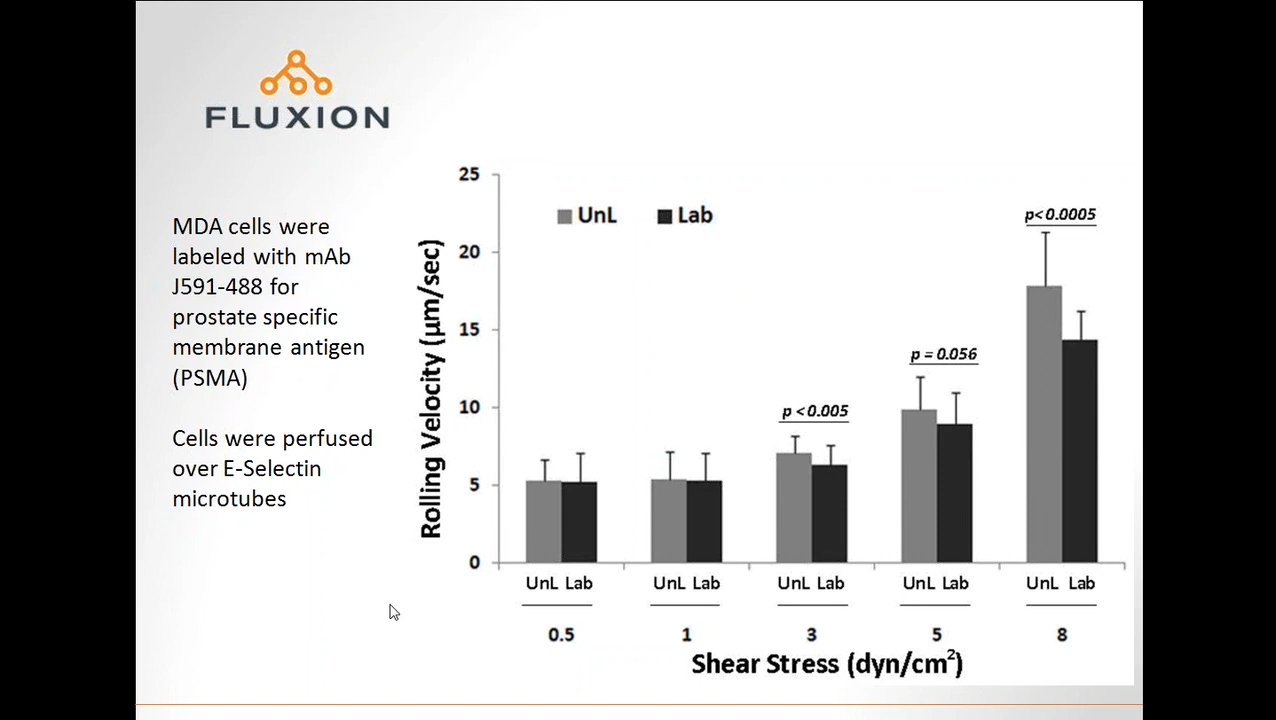 FLUXION
MDA cells were
labeled with mAb
J591-488 for
prostate specific
membrane antigen
(PSMA)
Cells were perfused
over E-Selectin
microtubes
UnL Lab
Rolling Velocity (µm/sec)
25
20
15
10
5
0
p < 0.005
p = 0.056
p< 0.0005
UnL Lab UnL Lab UnL Lab UnL Lab UnL Lab
0.5 1 3 5 8
Shear Stress (dyn/cm²)